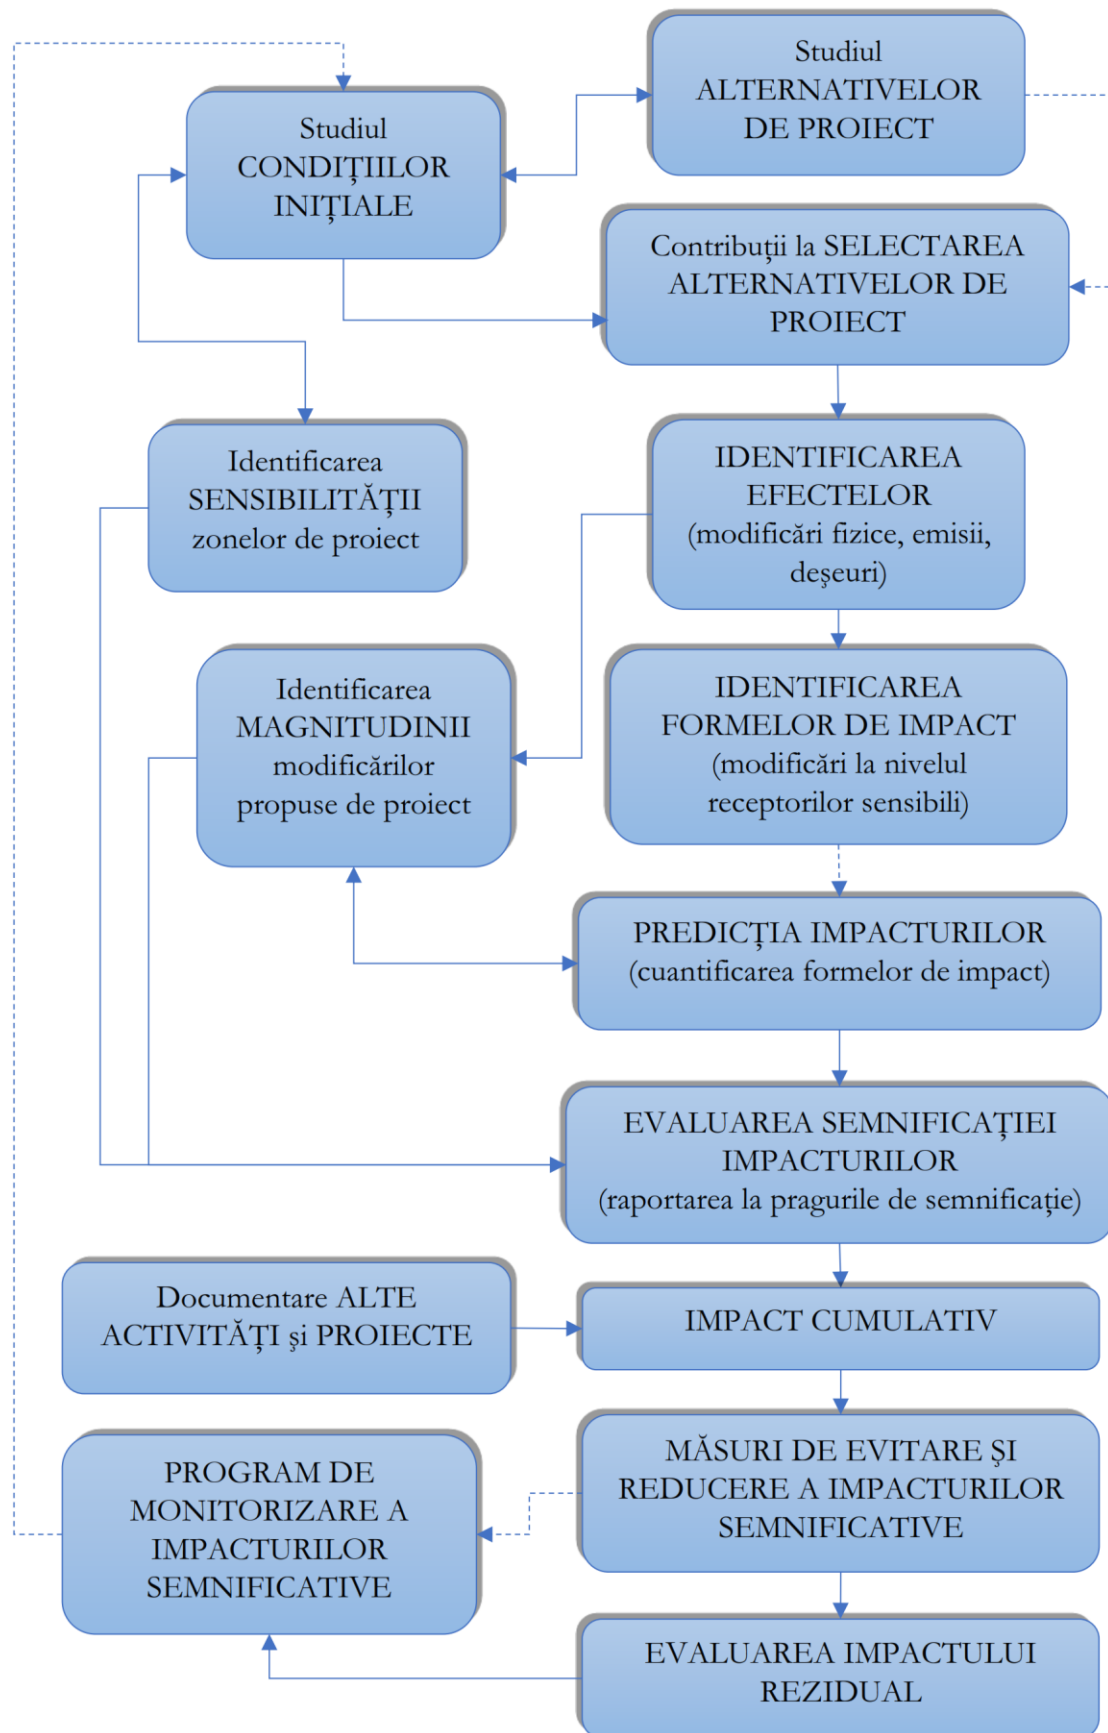 Studiul
ALTERNATIVELOR
DE PROIECT
Studiul
CONDIȚIILOR
INIȚIALE
Contribuții la SELECTAREA
ALTERNATIVELOR DE
PROIECT
IDENTIFICAREA
EFECTELOR
(modificări fizice, emisii,
deșeuri)
Identificarea
SENSIBILITĂȚII
zonelor de proiect
Identificarea
MAGNITUDINII
modificărilor
propuse de proiect
IDENTIFICAREA
FORMELOR DE IMPACT
(modificări la nivelul
receptorilor sensibili)
PREDICȚIA IMPACTURILOR
(cuantificarea formelor de impact)
EVALUAREA SEMNIFICAȚIEI
IMPACTURILOR
(raportarea la pragurile de semnificație)
Documentare ALTE
ACTIVITĂȚI și PROIECTE
IMPACT CUMULATIV
MĂSURI DE EVITARE ȘI
REDUCERE A IMPACTURILOR
SEMNIFICATIVE
PROGRAM DE
MONITORIZARE A
IMPACTURILOR
SEMNIFICATIVE
EVALUAREA IMPACTULUI
REZIDUAL